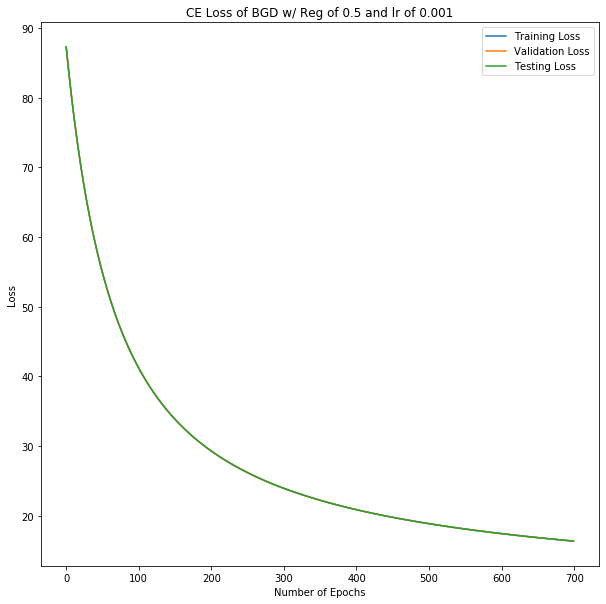 CE Loss of BGD w/ Reg of 0.5 and lr of 0.001
Training Loss
Validation Loss
Testing Loss
90
80
70
60
50
40
30
20
Loss
0 100 200 300 400 500 600 700
Number of Epochs